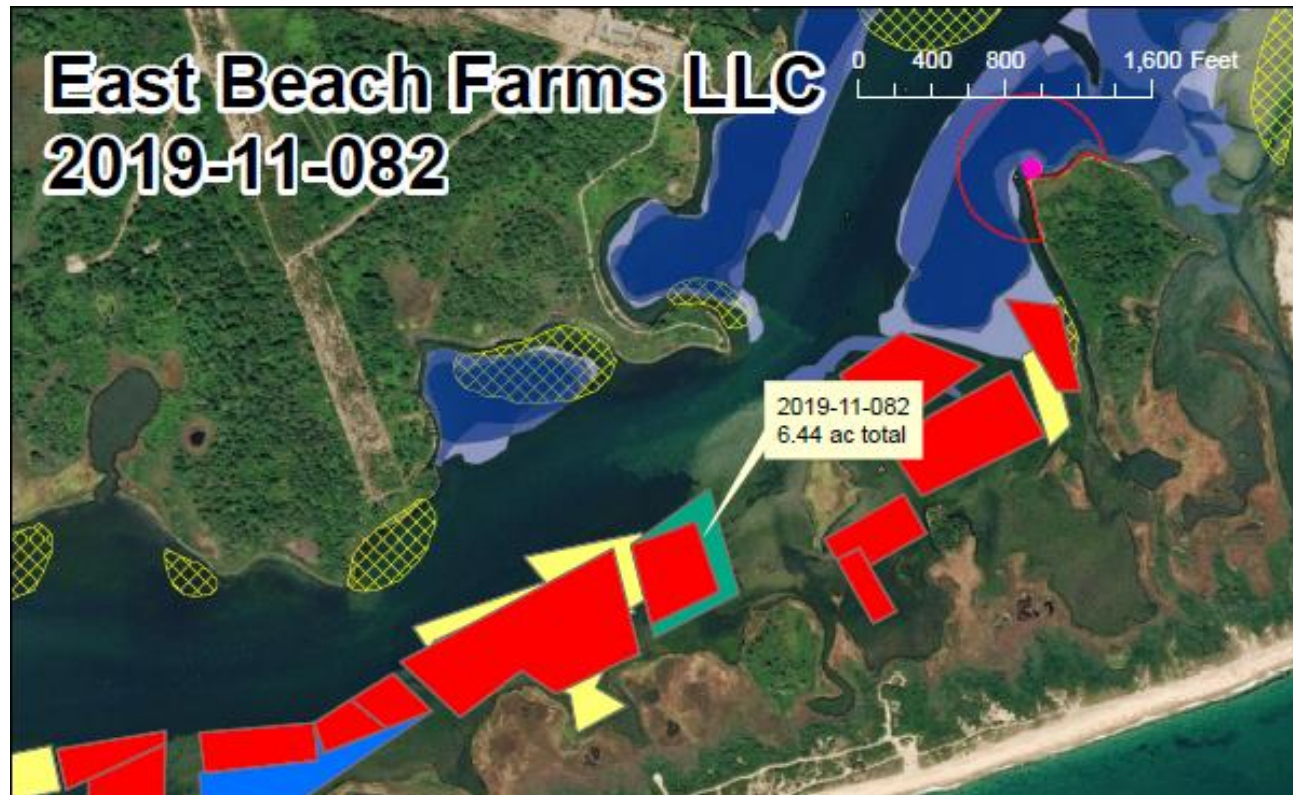 East Beach Farms LLC
2019-11-082
0 400 800 1,600 Feet
2019-11-082
6.44 ac total